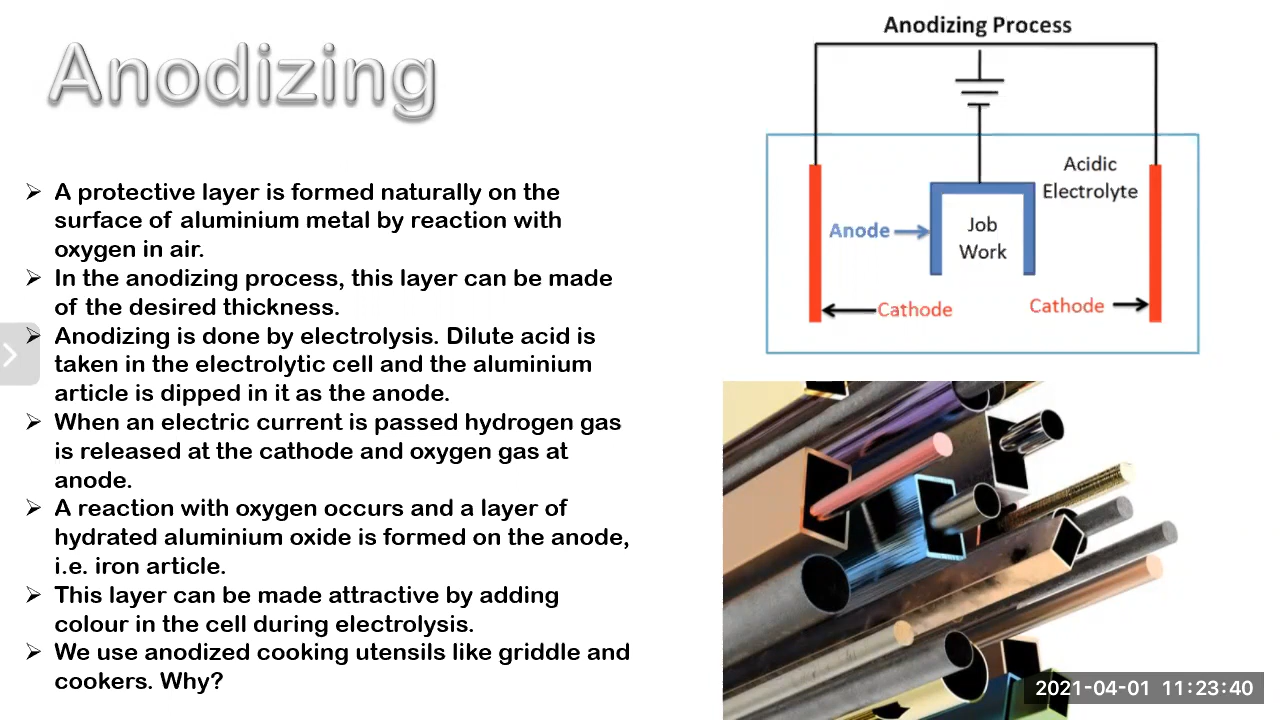 Anodizing
➢ A protective layer is formed naturally on the
surface of aluminium metal by reaction with
oxygen in air.
➢ In the anodizing process, this layer can be made
of the desired thickness.
➢ Anodizing is done by electrolysis. Dilute acid is
taken in the electrolytic cell and the aluminium
article is dipped in it as the anode.
➢ When an electric current is passed hydrogen gas
is released at the cathode and oxygen gas at
anode.
➢ A reaction with oxygen occurs and a layer of
hydrated aluminium oxide is formed on the anode,
i.e. iron article.
➢ This layer can be made attractive by adding
colour in the cell during electrolysis.
➢ We use anodized cooking utensils like griddle and
cookers. Why?
Anodizing Process
Acidic
Electrolyte
Anode
Job
Work
Cathode
Cathode
2021-04-01 11:23:40